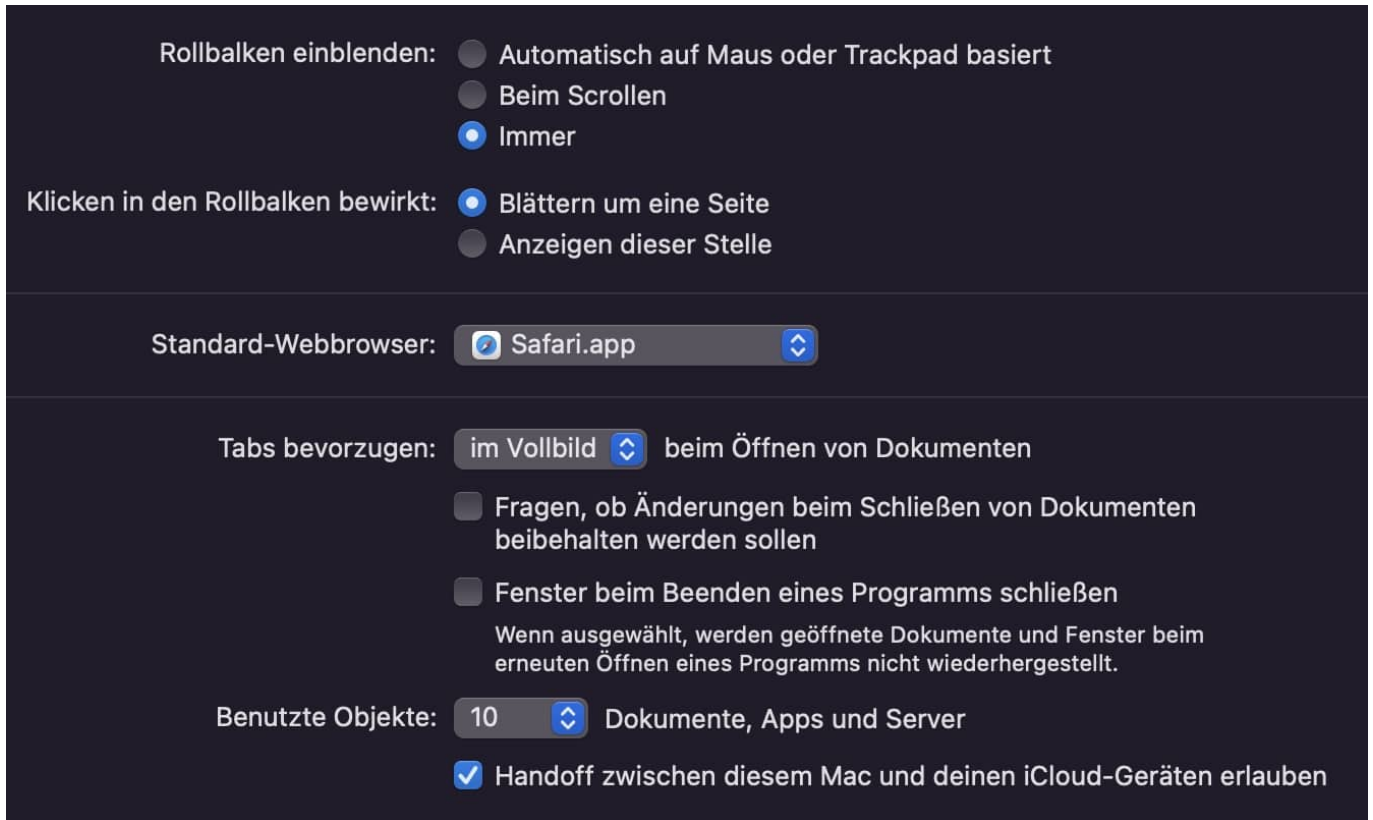 Rollbalken einblenden: Automatisch auf Maus oder Trackpad basiert
Beim Scrollen
Immer
Klicken in den Rollbalken bewirkt: Blättern um eine Seite
Anzeigen dieser Stelle
Standard-Webbrowser: Safari.app
Tabs bevorzugen: im Vollbild beim Öffnen von Dokumenten
Fragen, ob Änderungen beim Schließen von Dokumenten
beibehalten werden sollen
Fenster beim Beenden eines Programms schließen
Wenn ausgewählt, werden geöffnete Dokumente und Fenster beim
erneuten Öffnen eines Programms nicht wiederhergestellt.
Benutzte Objekte: 10 Dokumente, Apps und Server
Handoff zwischen diesem Mac und deinen iCloud-Geräten erlauben